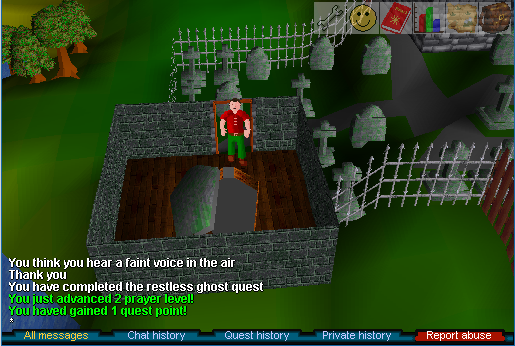 You think you hear a faint voice in the air
Thank you
You have completed the restless ghost quest
You just advanced 2 prayer level!
You haved gained 1 quest point!
*
All messages Chat history Quest history Private history Report abuse